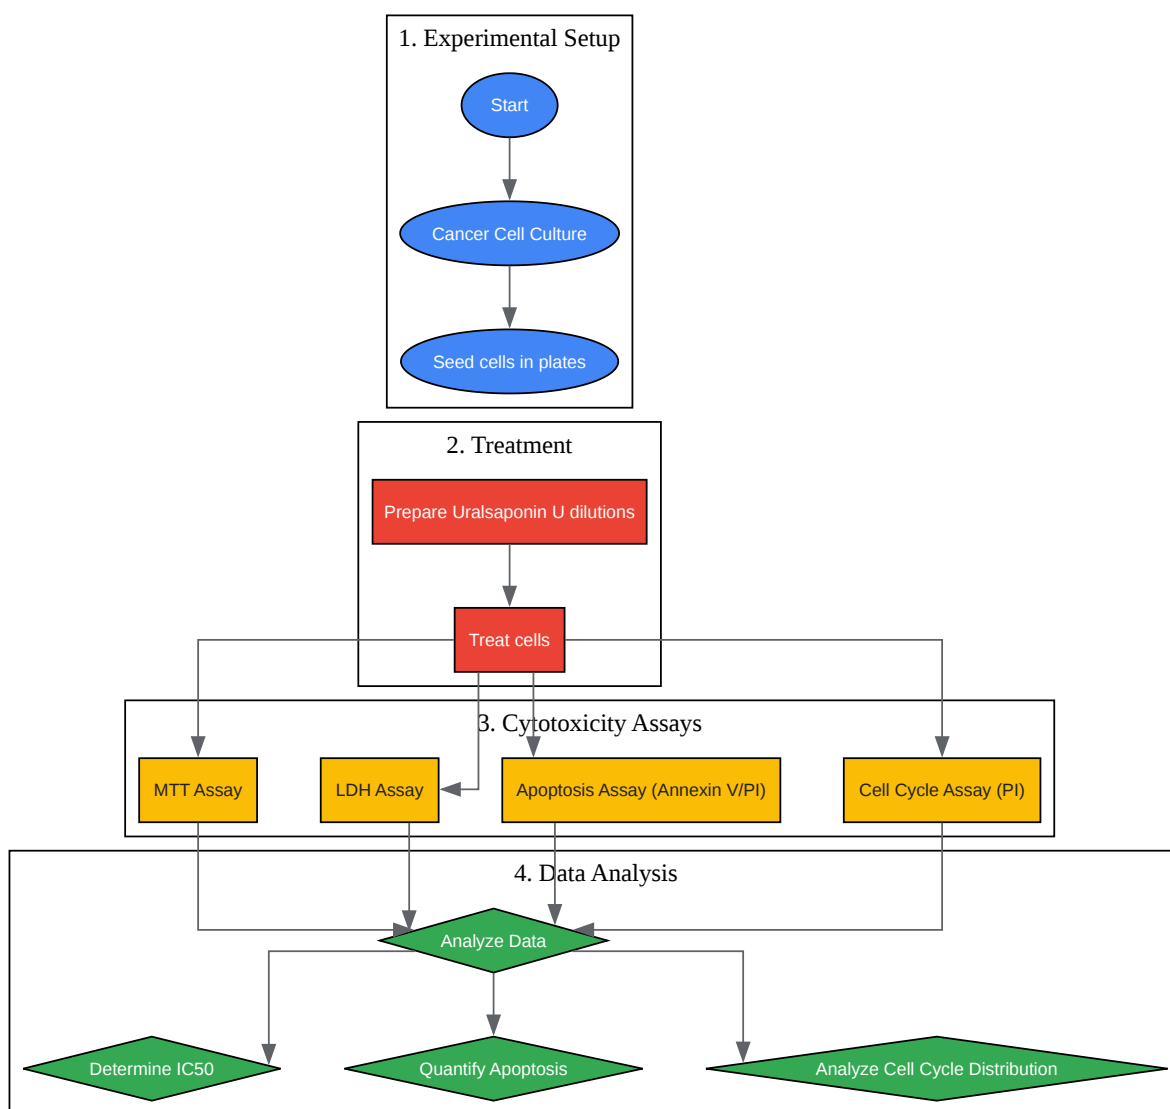 1. Experimental Setup
Start
Cancer Cell Culture
Seed cells in plates
2. Treatment
Prepare Uralsaponin U dilutions
Treat cells
3. Cytotoxicity Assays
MTT Assay
LDH Assay
Apoptosis Assay (Annexin V/PI)
Cell Cycle Assay (PI)
4. Data Analysis
Analyze Data
Determine IC50
Quantify Apoptosis
Analyze Cell Cycle Distribution